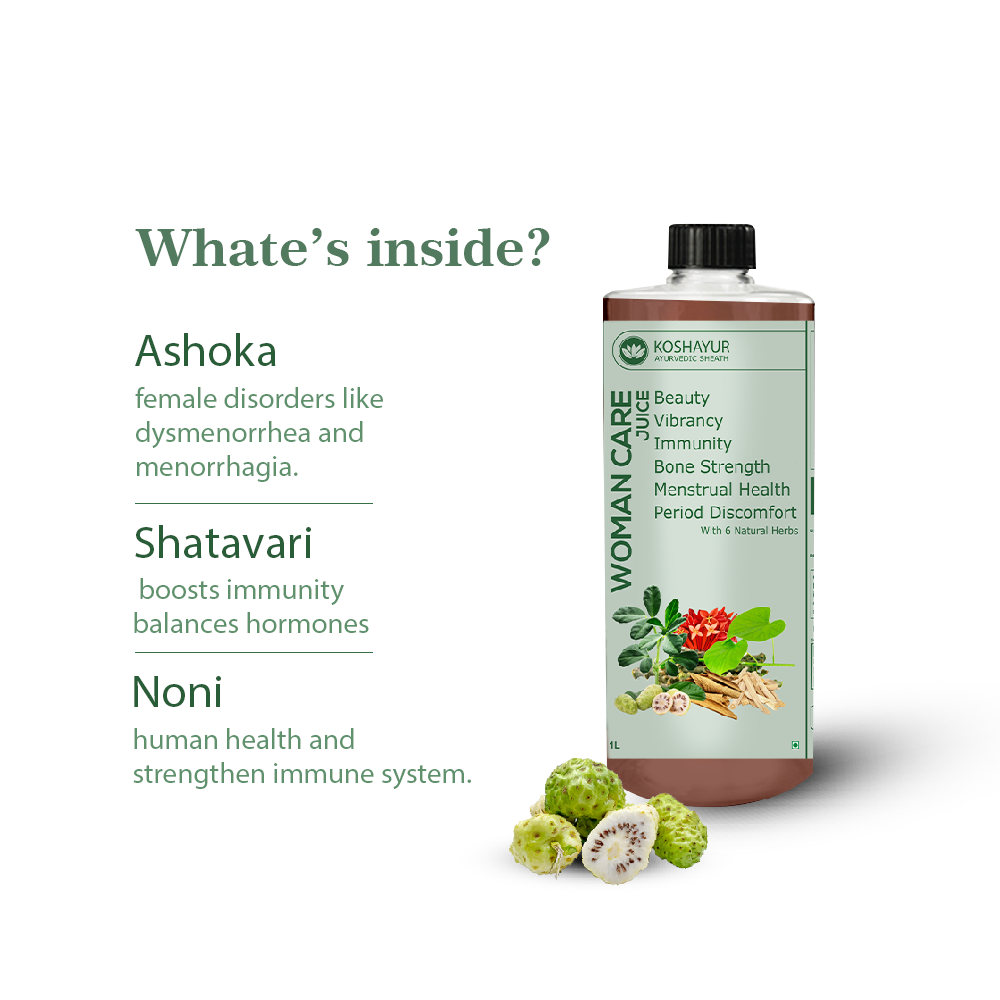 Whate’s inside?
Ashoka
female disorders like
dysmenorrhea and
menorrhagia.
Shatavari
boosts immunity
balances hormones
Noni
human health and
strengthen immune system.
KOSHAYUR
AYURVEDIC SHEATH
WOMAN CARE
JUICE
Beauty
Vibrancy
Immunity
Bone Strength
Menstrual Health
Period Discomfort
With 6 Natural Herbs
1L